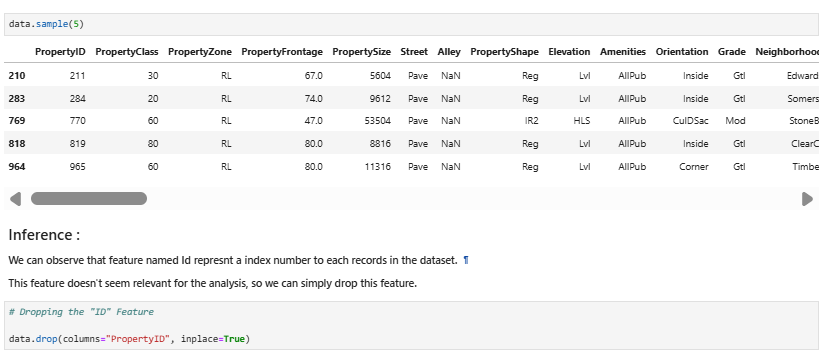 data.sample(5)
PropertyID PropertyClass PropertyZone PropertyFrontage PropertySize Street Alley PropertyShape Elevation Amenities Orientation Grade Neighborhoo
210 211 30 RL 67.0 5604 Pave NaN Reg Lvl AllPub Inside Gtl Edward
283 284 20 RL 74.0 9612 Pave NaN Reg Lvl AllPub Inside Gtl Somers
769 770 60 RL 47.0 53504 Pave NaN IR2 HLS AllPub CulDSac Mod StoneB
818 819 80 RL 80.0 8816 Pave NaN Reg Lvl AllPub Inside Gtl ClearC
964 965 60 RL 80.0 11316 Pave NaN Reg Lvl AllPub Corner Gtl Timbe
Inference :
We can observe that feature named Id represnt a index number to each records in the dataset. ¶
This feature doesn't seem relevant for the analysis, so we can simply drop this feature.
# Dropping the "ID" Feature
data.drop(columns="PropertyID", inplace=True)